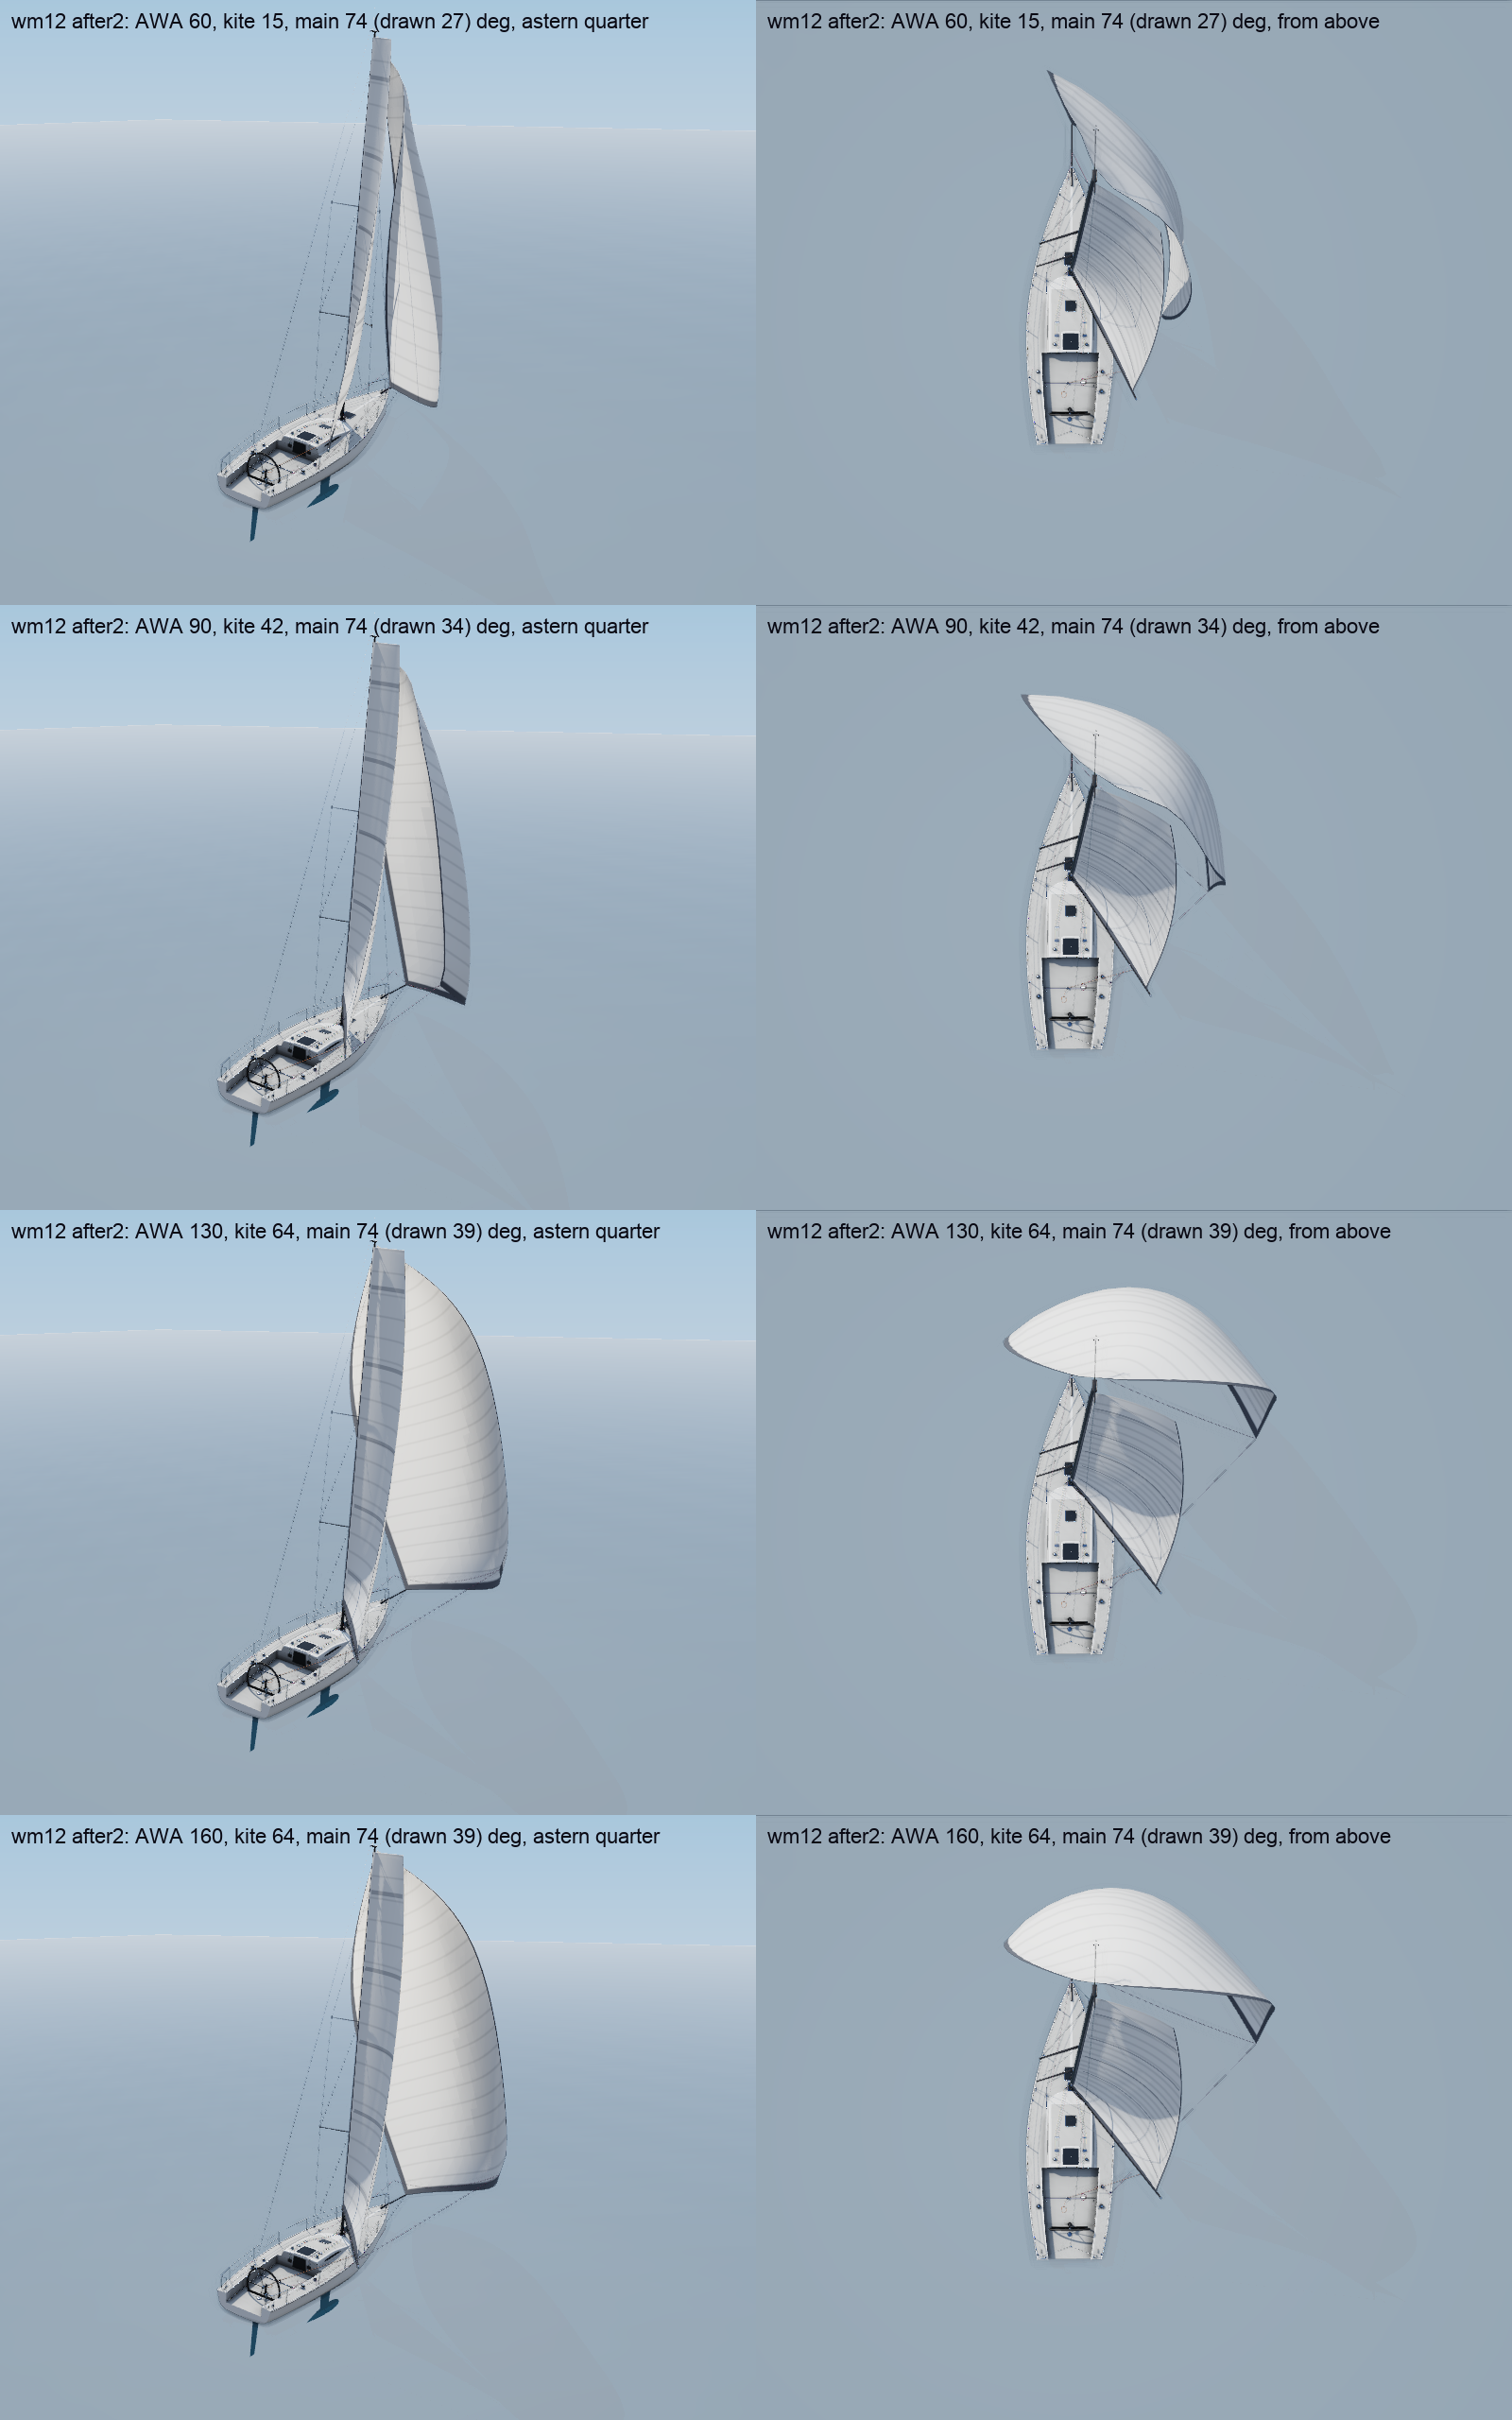 wm12 after2: AWA 60, kite 15, main 74 (drawn 27) deg, astern quarter
wm12 after2: AWA 60, kite 15, main 74 (drawn 27) deg, from above
wm12 after2: AWA 90, kite 42, main 74 (drawn 34) deg, astern quarter
wm12 after2: AWA 90, kite 42, main 74 (drawn 34) deg, from above
wm12 after2: AWA 130, kite 64, main 74 (drawn 39) deg, astern quarter
wm12 after2: AWA 130, kite 64, main 74 (drawn 39) deg, from above
wm12 after2: AWA 160, kite 64, main 74 (drawn 39) deg, astern quarter
wm12 after2: AWA 160, kite 64, main 74 (drawn 39) deg, from above